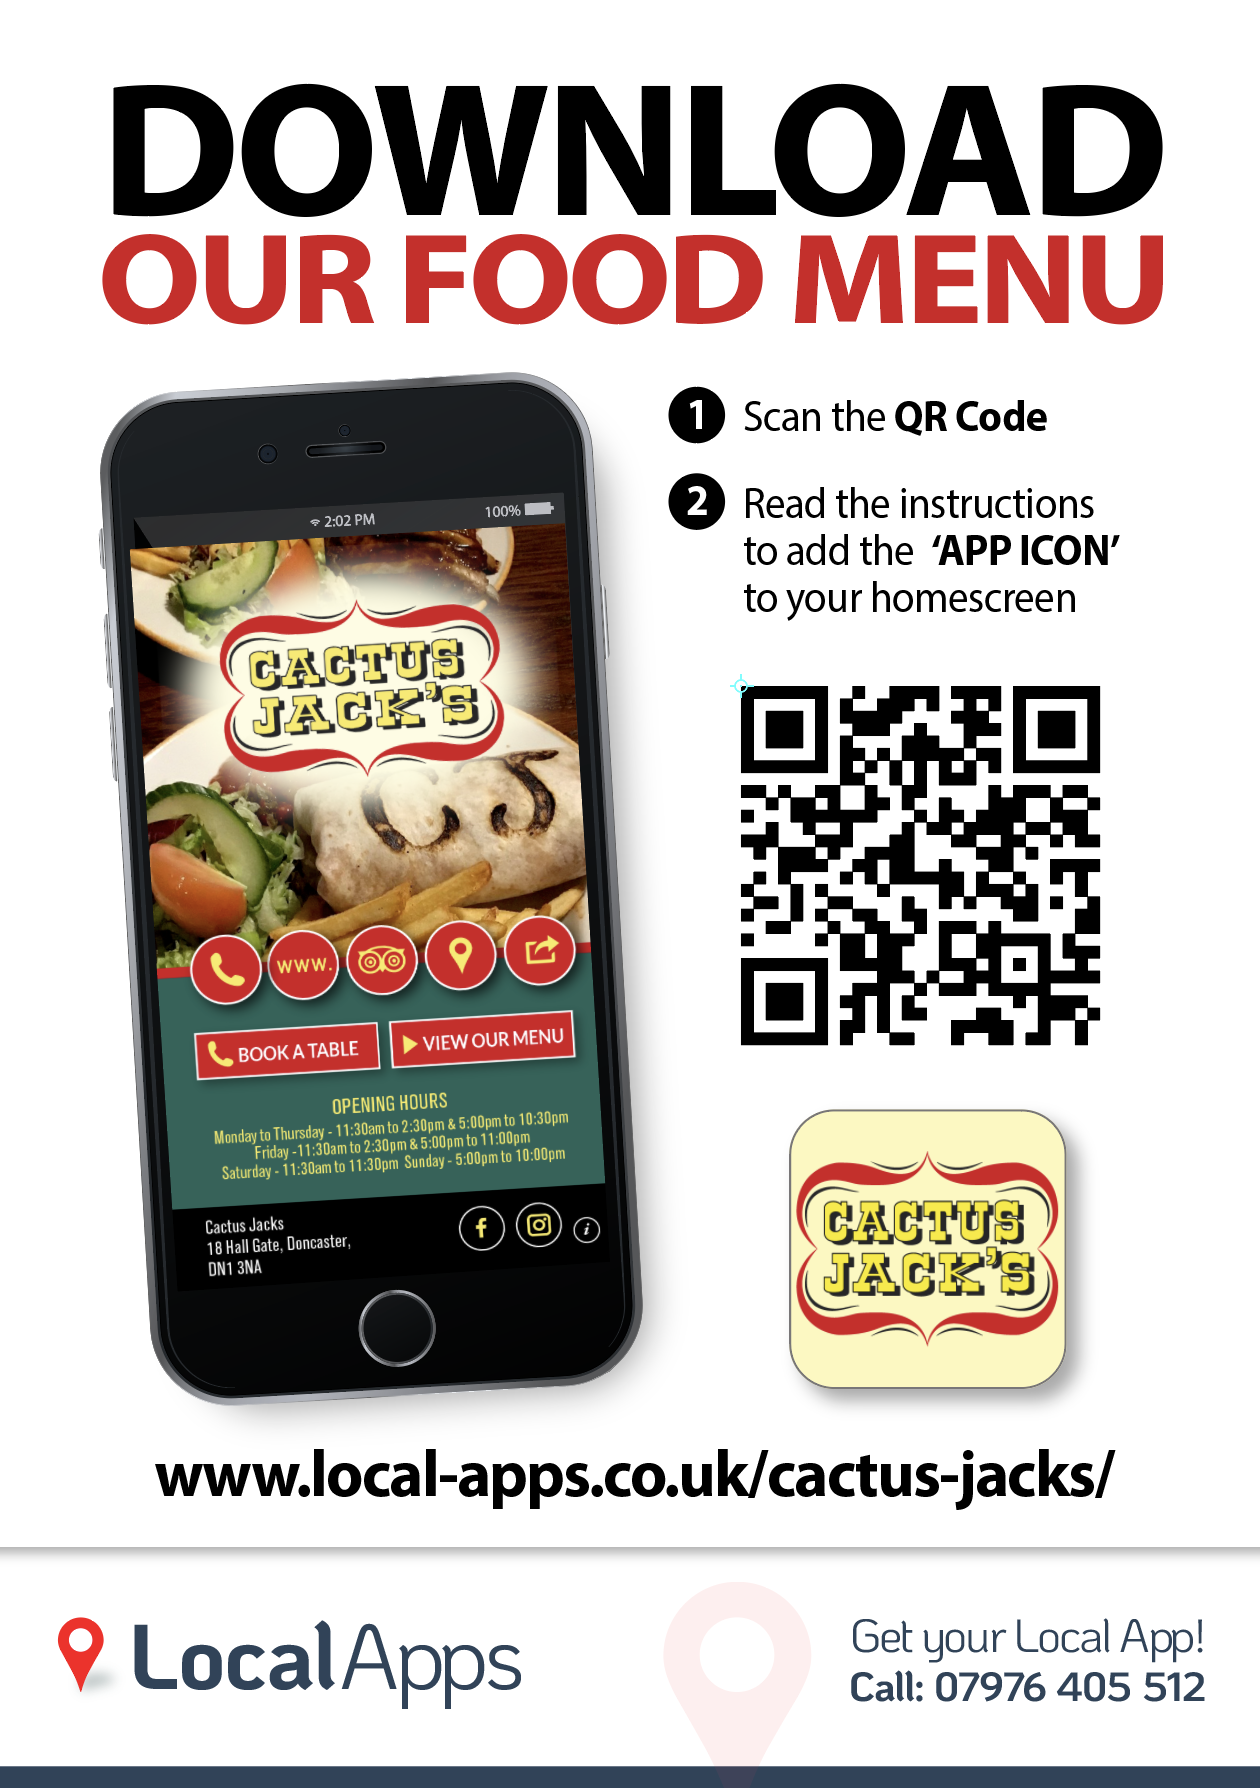 DOWNLOAD
OUR FOOD MENU
1 Scan the QR Code
2 Read the instructions
to add the ‘APP ICON’
to your homescreen
2:02 PM 100%
CACTUS
JACK'S
CJ
www.
BOOK A TABLE VIEW OUR MENU
OPENING HOURS
Monday to Thursday - 11:30am to 2:30pm & 5:00pm to 10:30pm
Friday -11:30am to 2:30pm & 5:00pm to 11:00pm
Saturday - 11:30am to 11:30pm Sunday - 5:00pm to 10:00pm
Cactus Jacks
18 Hall Gate, Doncaster,
DN1 3NA
f i
CACTUS
JACK'S
www.local-apps.co.uk/cactus-jacks/
LocalApps
Get your Local App!
Call: 07976 405 512